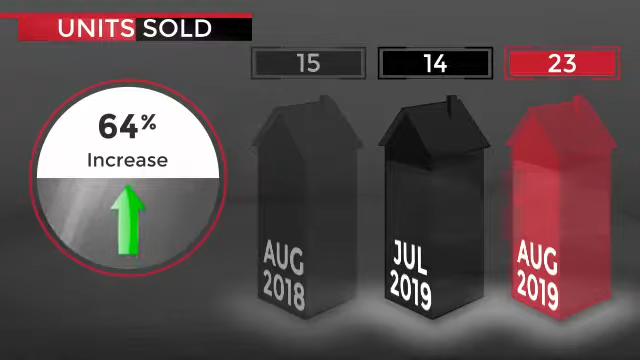 UNITS SOLD
15
14
23
64%
Increase
AUG
2018
JUL
2019
AUG
2019